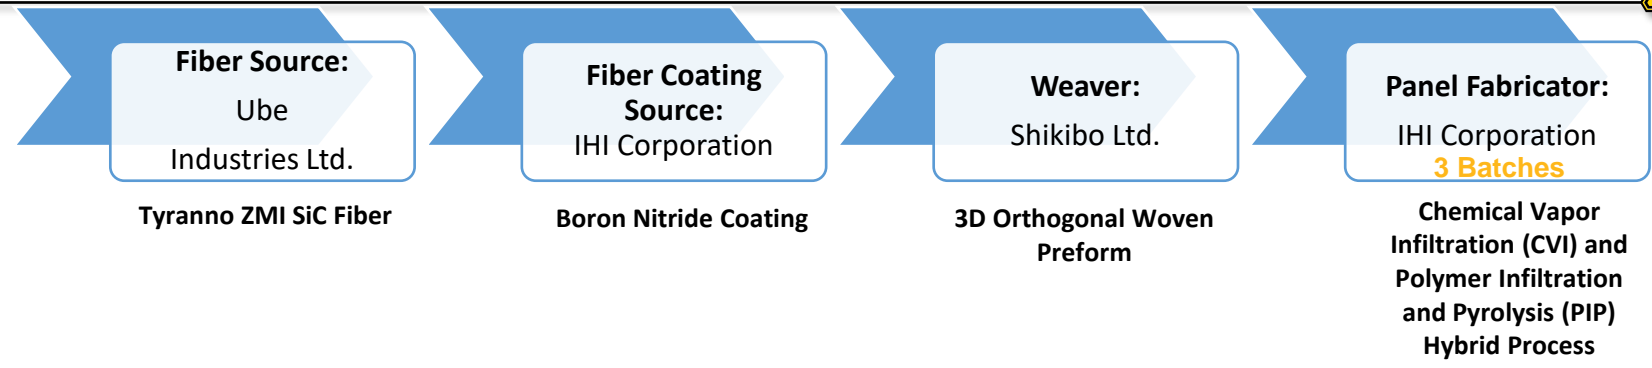 Fiber Source:
Ube
Industries Ltd.
Tyranno ZMI SiC Fiber
Fiber Coating
Source:
IHI Corporation
Boron Nitride Coating
Weaver:
Shikibo Ltd.
3D Orthogonal Woven
Preform
Panel Fabricator:
IHI Corporation
3 Batches
Chemical Vapor
Infiltration (CVI) and
Polymer Infiltration
and Pyrolysis (PIP)
Hybrid Process